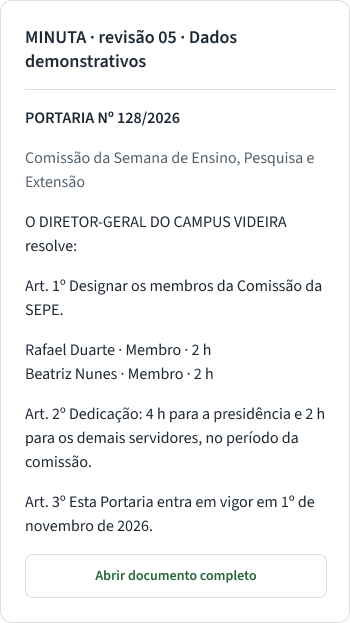 MINUTA · revisão 05 · Dados
demonstrativos
PORTARIA Nº 128/2026
Comissão da Semana de Ensino, Pesquisa e
Extensão
O DIRETOR-GERAL DO CAMPUS VIDEIRA
resolve:
Art. 1º Designar os membros da Comissão da
SEPE.
Rafael Duarte · Membro · 2 h
Beatriz Nunes · Membro · 2 h
Art. 2º Dedicação: 4 h para a presidência e 2 h
para os demais servidores, no período da
comissão.
Art. 3º Esta Portaria entra em vigor em 1º de
novembro de 2026.
Abrir documento completo